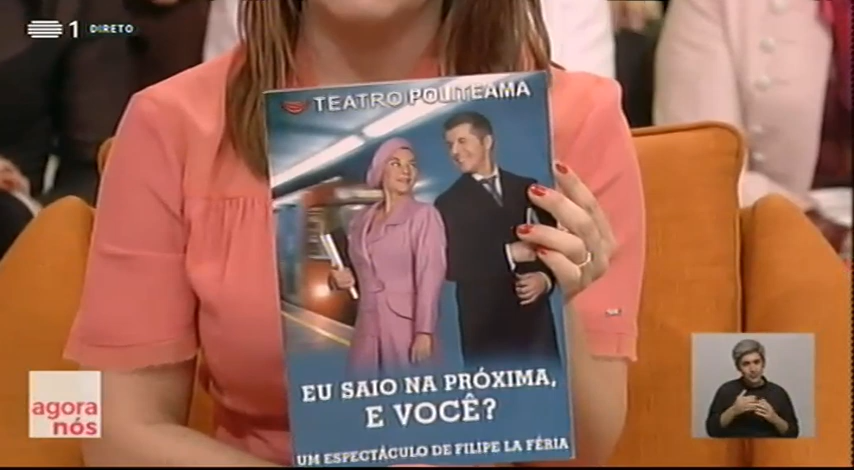 1 DIRETO
TEATRO POLITEAMA
EU SAIO NA PRÓXIMA,
E VOCÊ?
UM ESPECTÁCULO DE FILIPE LA FÉRIA
agora
nós